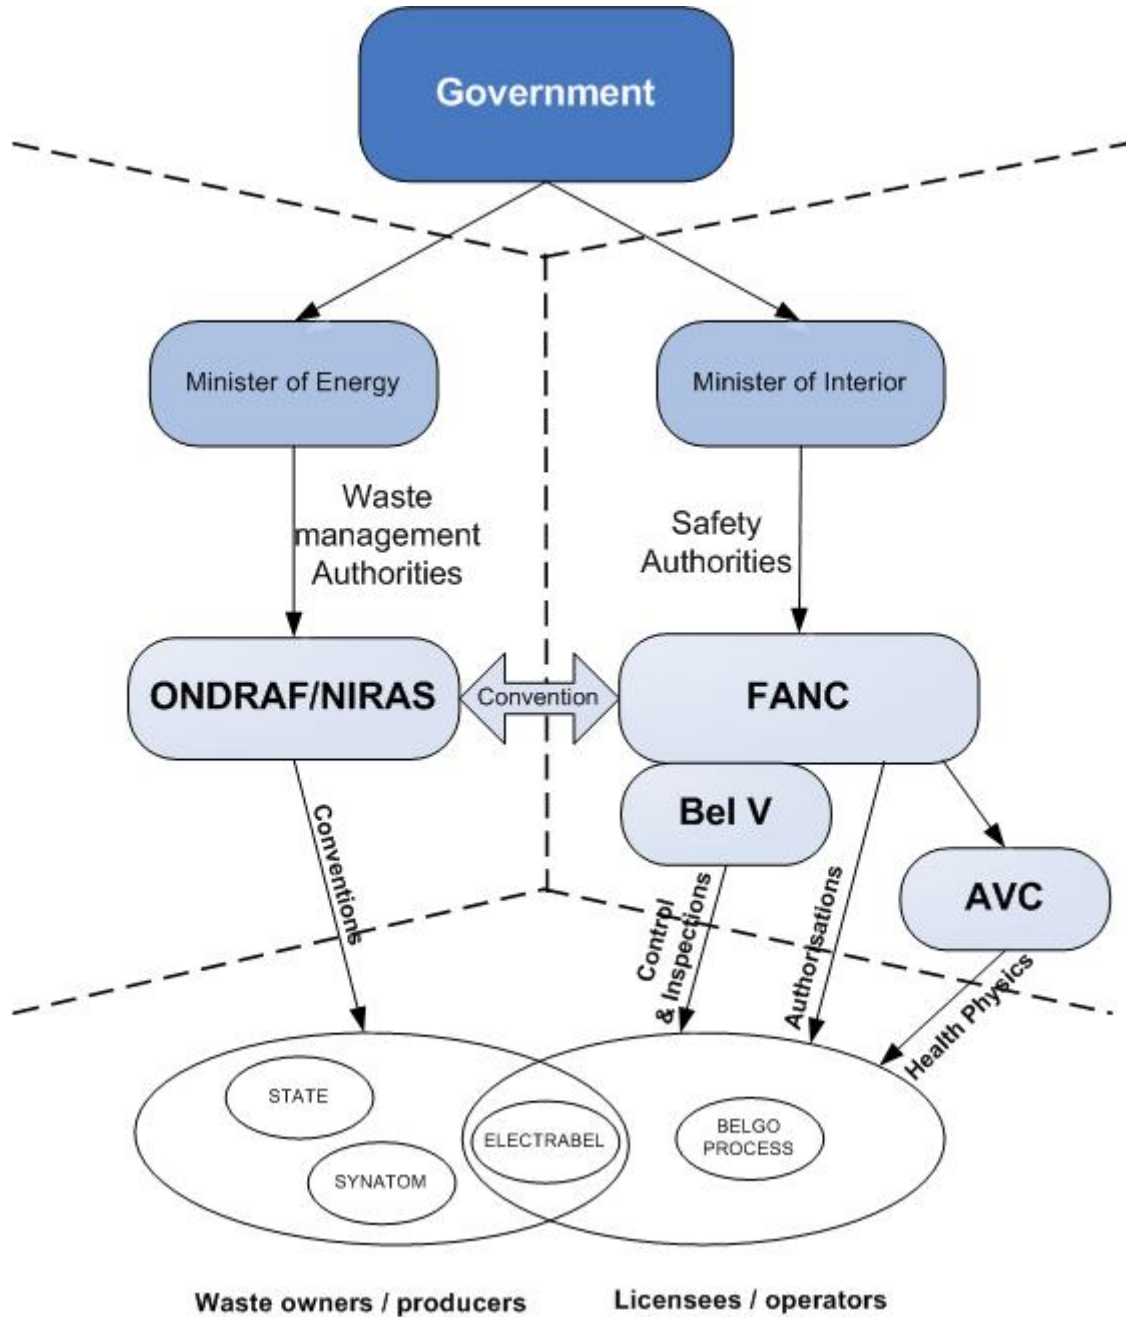 Government
Minister of Energy
Minister of Interior
Waste
management
Authorities
Safety
Authorities
ONDRAF/NIRAS
Convention
FANC
Bel V
AVC
Conventions
Control
& Inspections
Authorisations
Health Physics
STATE
SYNATOM
ELECTRABEL
BELGO
PROCESS
Waste owners / producers
Licensees / operators